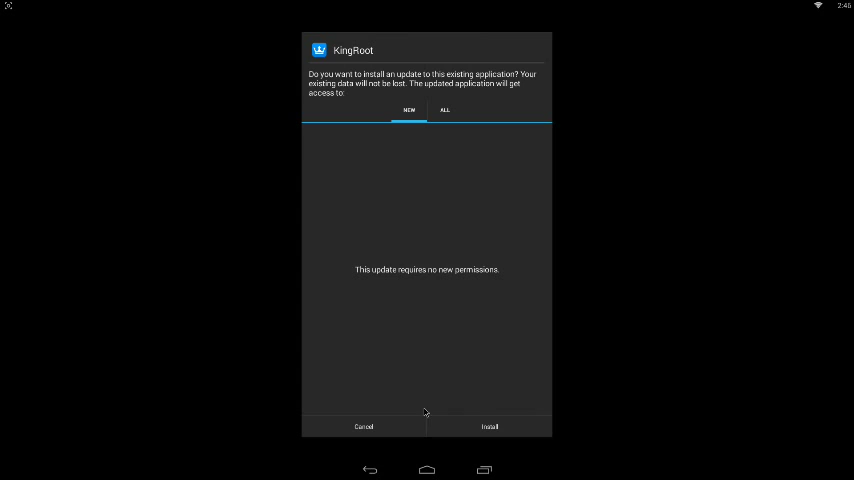 2:46
KingRoot
Do you want to install an update to this existing application? Your
existing data will not be lost. The updated application will get
access to:
NEW
ALL
This update requires no new permissions.
Cancel
Install